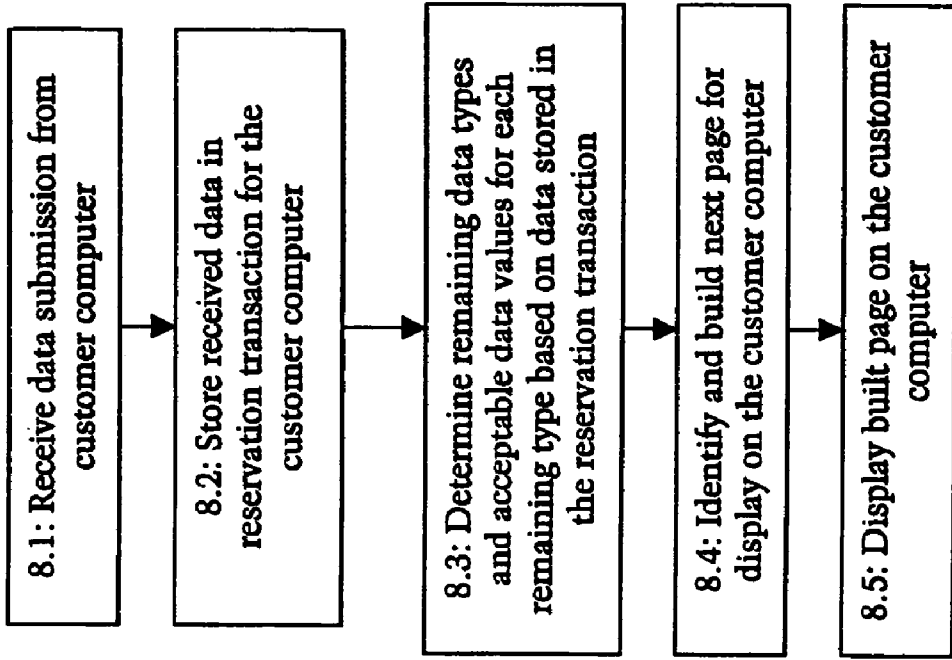 8.1: Receive data submission from
customer computer
8.2: Store received data in
reservation transaction for the
customer computer
8.3: Determine remaining data types
and acceptable data values for each
remaining type based on data stored in
the reservation transaction
8.4: Identify and build next page for
display on the customer computer
8.5: Display built page on the customer
computer